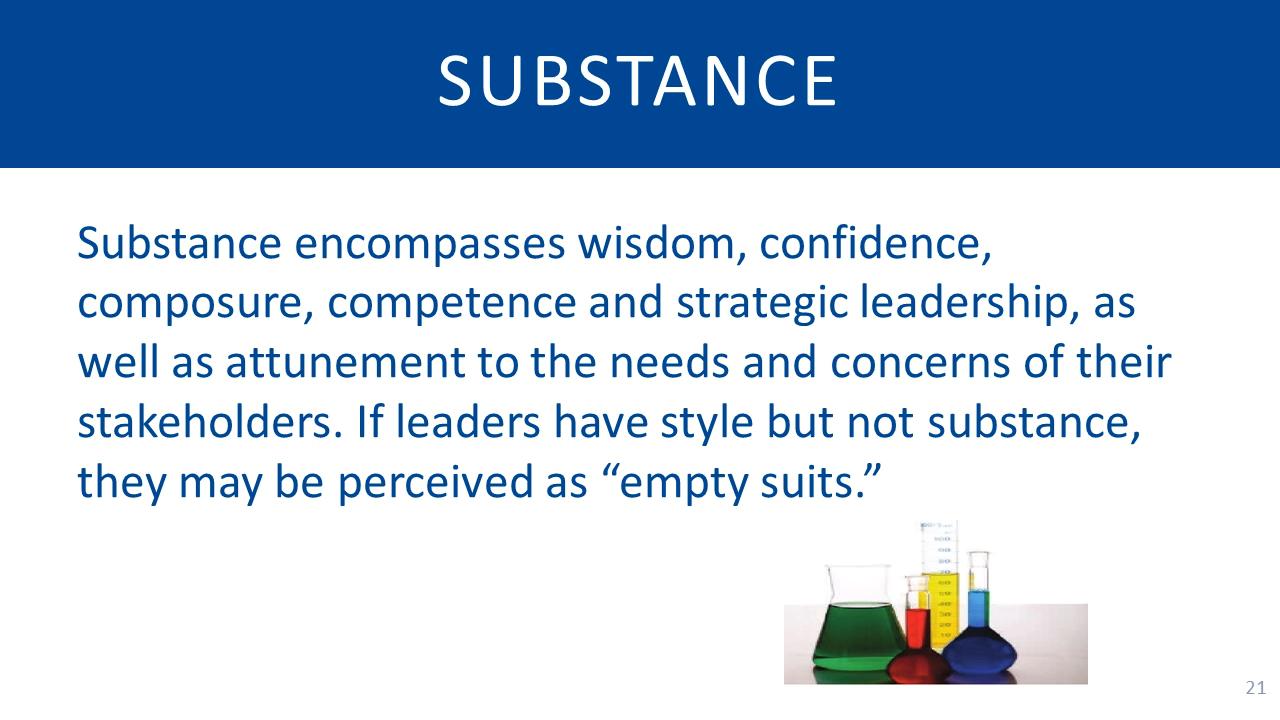 SUBSTANCE
Substance encompasses wisdom, confidence,
composure, competence and strategic leadership, as
well as attunement to the needs and concerns of their
stakeholders. If leaders have style but not substance,
they may be perceived as “empty suits.”
21